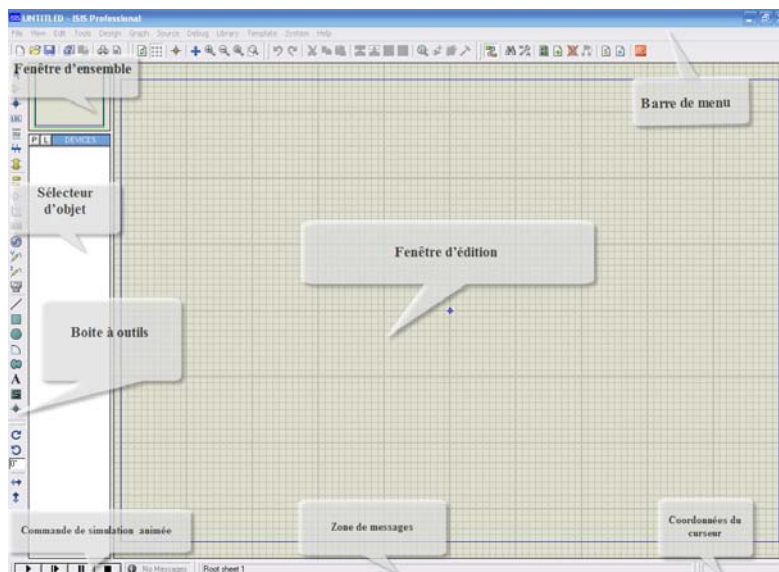 UNTITLED - ISIS Professional
File View Edit Tools Design Graph Source Debug Library Template System Help
Fenêtre d'ensemble
Barre de menu
LBL
P L DEVICES
Sélecteur
d'objet
Fenêtre d'édition
Boite à outils
A
Commande de simulation animée
Zone de messages
Coordonnées du
curseur
No Messages
Root sheet 1